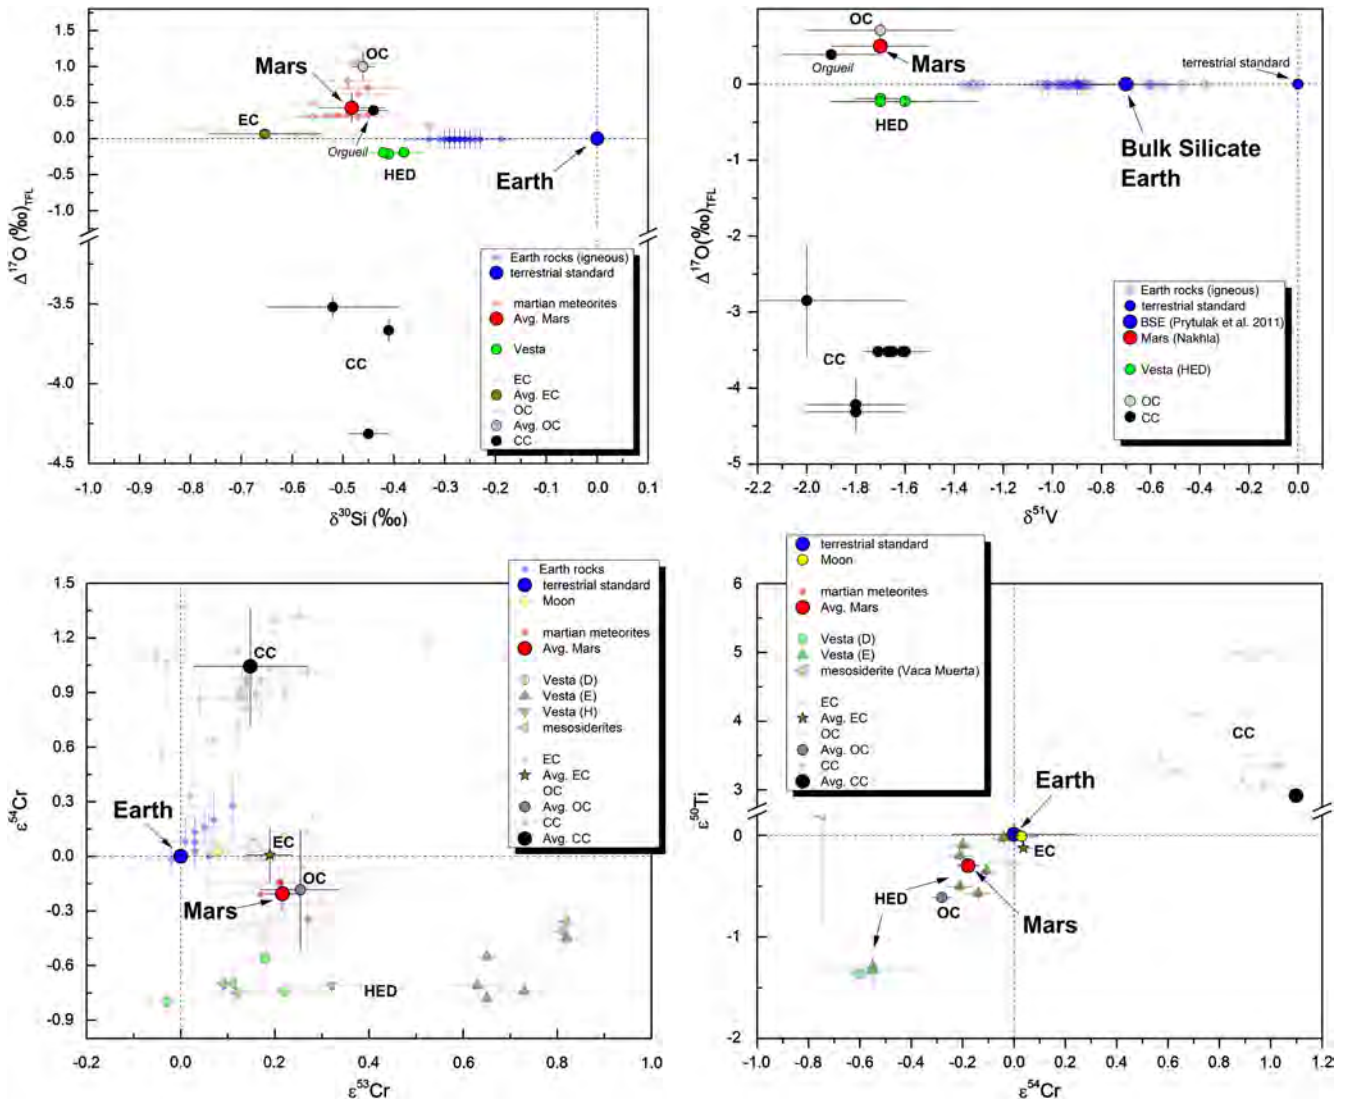 1.5
1.0
0.5
0.0
-0.5
-1.0
-3.5
-4.0
-4.5
Δ¹⁷O (‰)TFL
OC
Mars
EC
Orgueil
HED
Earth
CC
Earth rocks (igneous)
terrestrial standard
martian meteorites
Avg. Mars
Vesta
EC
Avg. EC
OC
Avg. OC
CC
-1.0 -0.9 -0.8 -0.7 -0.6 -0.5 -0.4 -0.3 -0.2 -0.1 0.0 0.1
δ³⁰Si (‰)
0
-1
-2
-3
-4
-5
Δ¹⁷O(‰)TFL
OC
Mars
Orgueil
terrestrial standard
HED
Bulk Silicate
Earth
CC
Earth rocks (igneous)
terrestrial standard
BSE (Prytulak et al. 2011)
Mars (Nakhla)
Vesta (HED)
OC
CC
-2.2 -2.0 -1.8 -1.6 -1.4 -1.2 -1.0 -0.8 -0.6 -0.4 -0.2 0.0
δ⁵¹V
1.5
1.2
0.9
0.6
0.3
0.0
-0.3
-0.6
-0.9
ε⁵⁴Cr
CC
Earth
EC
OC
Mars
HED
Earth rocks
terrestrial standard
Moon
martian meteorites
Avg. Mars
Vesta (D)
Vesta (E)
Vesta (H)
mesosiderites
EC
Avg. EC
OC
Avg. OC
CC
Avg. CC
-0.2 0.0 0.2 0.4 0.6 0.8 1.0
ε⁵³Cr
terrestrial standard
Moon
martian meteorites
Avg. Mars
Vesta (D)
Vesta (E)
mesosiderite (Vaca Muerta)
EC
Avg. EC
OC
Avg. OC
CC
Avg. CC
6
5
4
3
0
-1
-2
ε⁵⁰Ti
CC
Earth
EC
HED
OC
Mars
-1.0 -0.8 -0.6 -0.4 -0.2 0.0 0.2 0.4 0.6 0.8 1.0 1.2
ε⁵⁴Cr